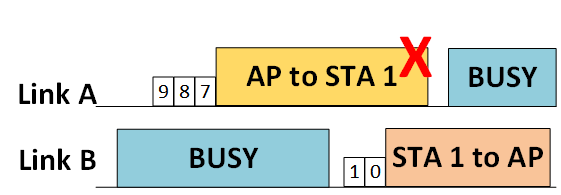 Link A 9 8 7 AP to STA 1 X BUSY
Link B BUSY 1 0 STA 1 to AP